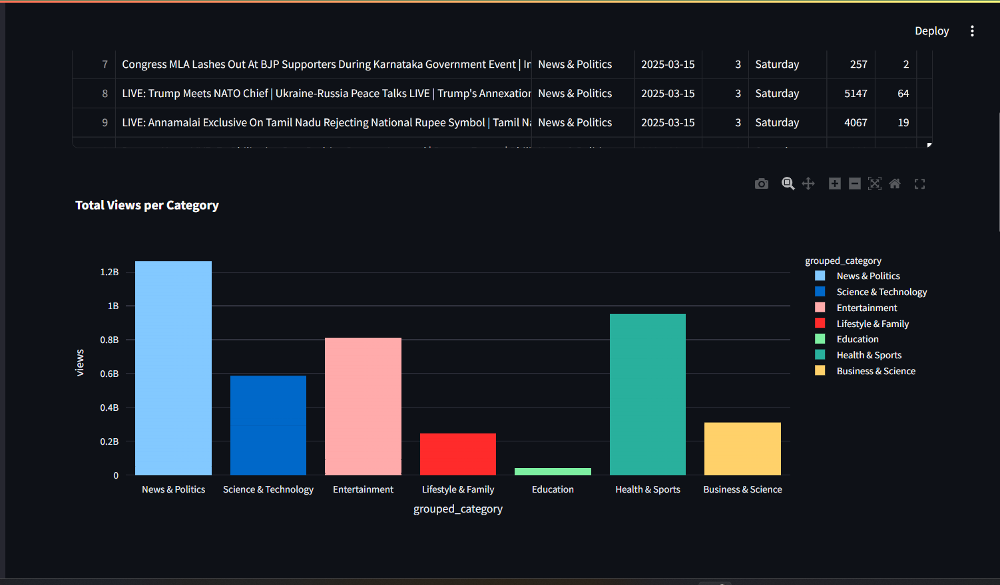 Deploy
7 Congress MLA Lashes Out At BJP Supporters During Karnataka Government Event | In News & Politics 2025-03-15 3 Saturday 257 2
8 LIVE: Trump Meets NATO Chief | Ukraine-Russia Peace Talks LIVE | Trump's Annexation News & Politics 2025-03-15 3 Saturday 5147 64
9 LIVE: Annamalai Exclusive On Tamil Nadu Rejecting National Rupee Symbol | Tamil Na News & Politics 2025-03-15 3 Saturday 4067 19
Total Views per Category
views
1.2B
1B
0.8B
0.6B
0.4B
0.2B
0
News & Politics Science & Technology Entertainment Lifestyle & Family Education Health & Sports Business & Science
grouped_category
grouped_category
News & Politics
Science & Technology
Entertainment
Lifestyle & Family
Education
Health & Sports
Business & Science